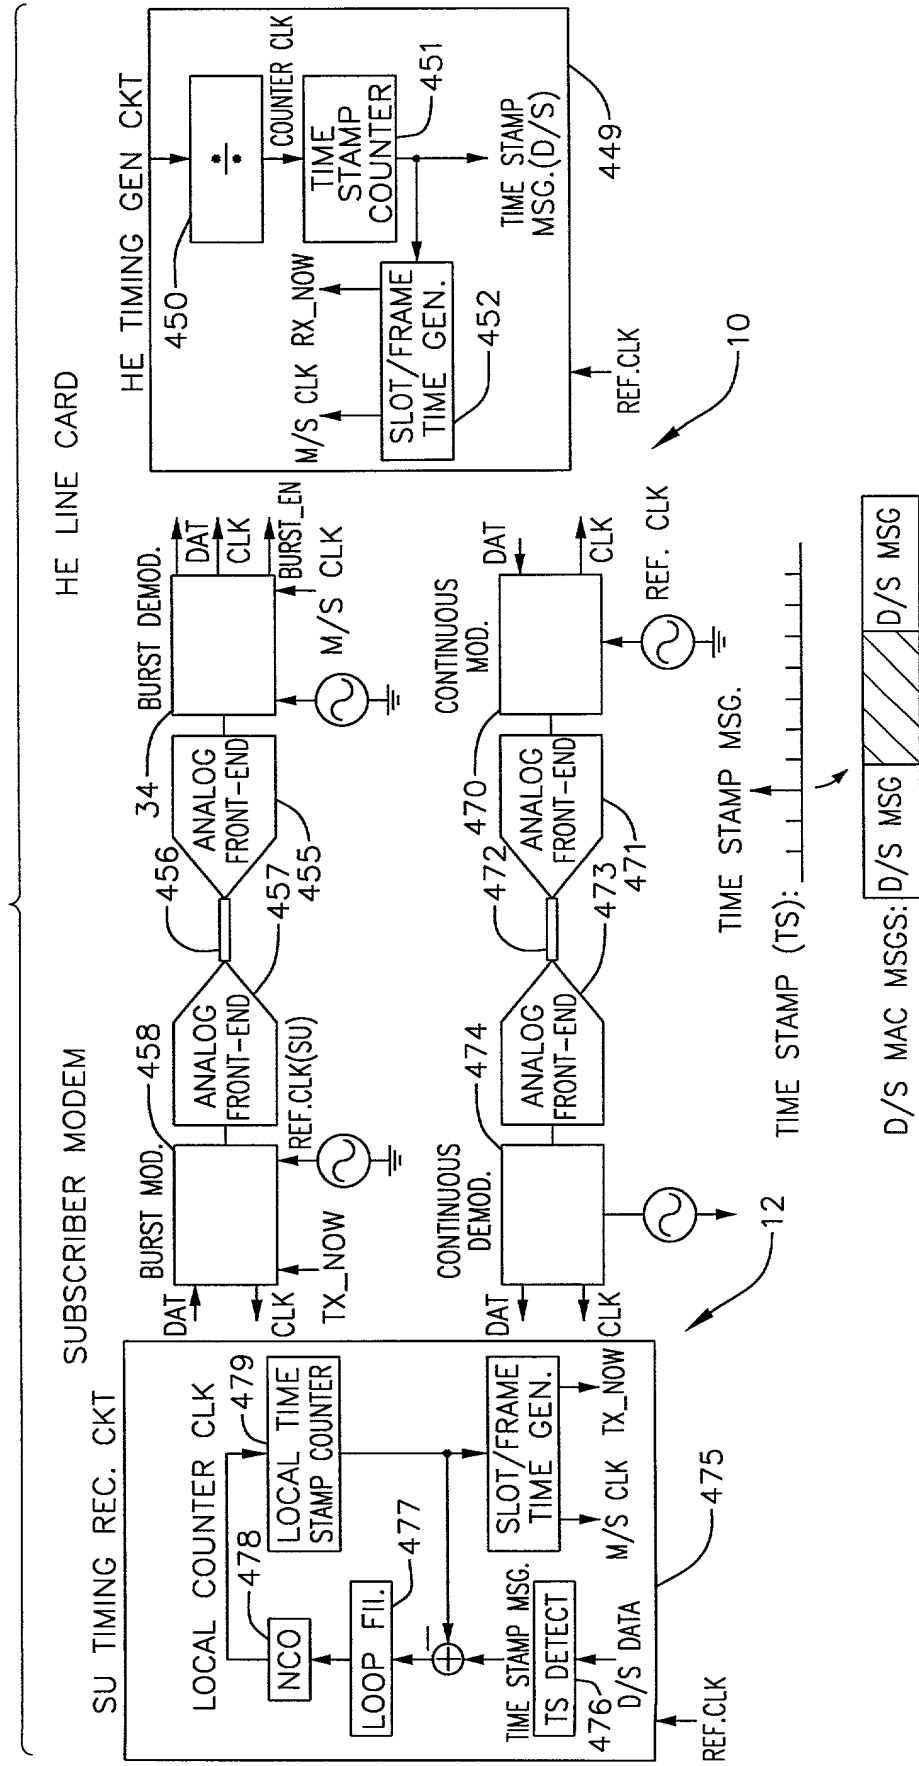 SUBSCRIBER MODEM
HE LINE CARD
SU TIMING REC. CKT
LOCAL COUNTER CLK
478
479
NCO
LOCAL TIME
STAMP COUNTER
LOOP FIL.
477
−
+
TIME STAMP MSG.
TS DETECT
476
D/S DATA
SLOT/FRAME
TIME GEN.
M/S CLK
TX_NOW
475
REF.CLK
12
BURST MOD.
458
DAT
CLK
TX_NOW
REF.CLK(SU)
ANALOG
FRONT-END
457
456
ANALOG
FRONT-END
455
34
BURST DEMOD.
DAT
CLK
BURST_EN
M/S CLK
CONTINUOUS
DEMOD.
474
DAT
CLK
ANALOG
FRONT-END
473
472
ANALOG
FRONT-END
471
470
CONTINUOUS
MOD.
DAT
CLK
REF. CLK
HE TIMING GEN CKT
450
÷
COUNTER CLK
TIME
STAMP
COUNTER
451
M/S CLK
RX_NOW
SLOT/FRAME
TIME GEN.
452
TIME STAMP
MSG.(D/S)
449
REF.CLK
10
TIME STAMP MSG.
TIME STAMP (TS):
D/S MAC MSGS:
D/S MSG
D/S MSG